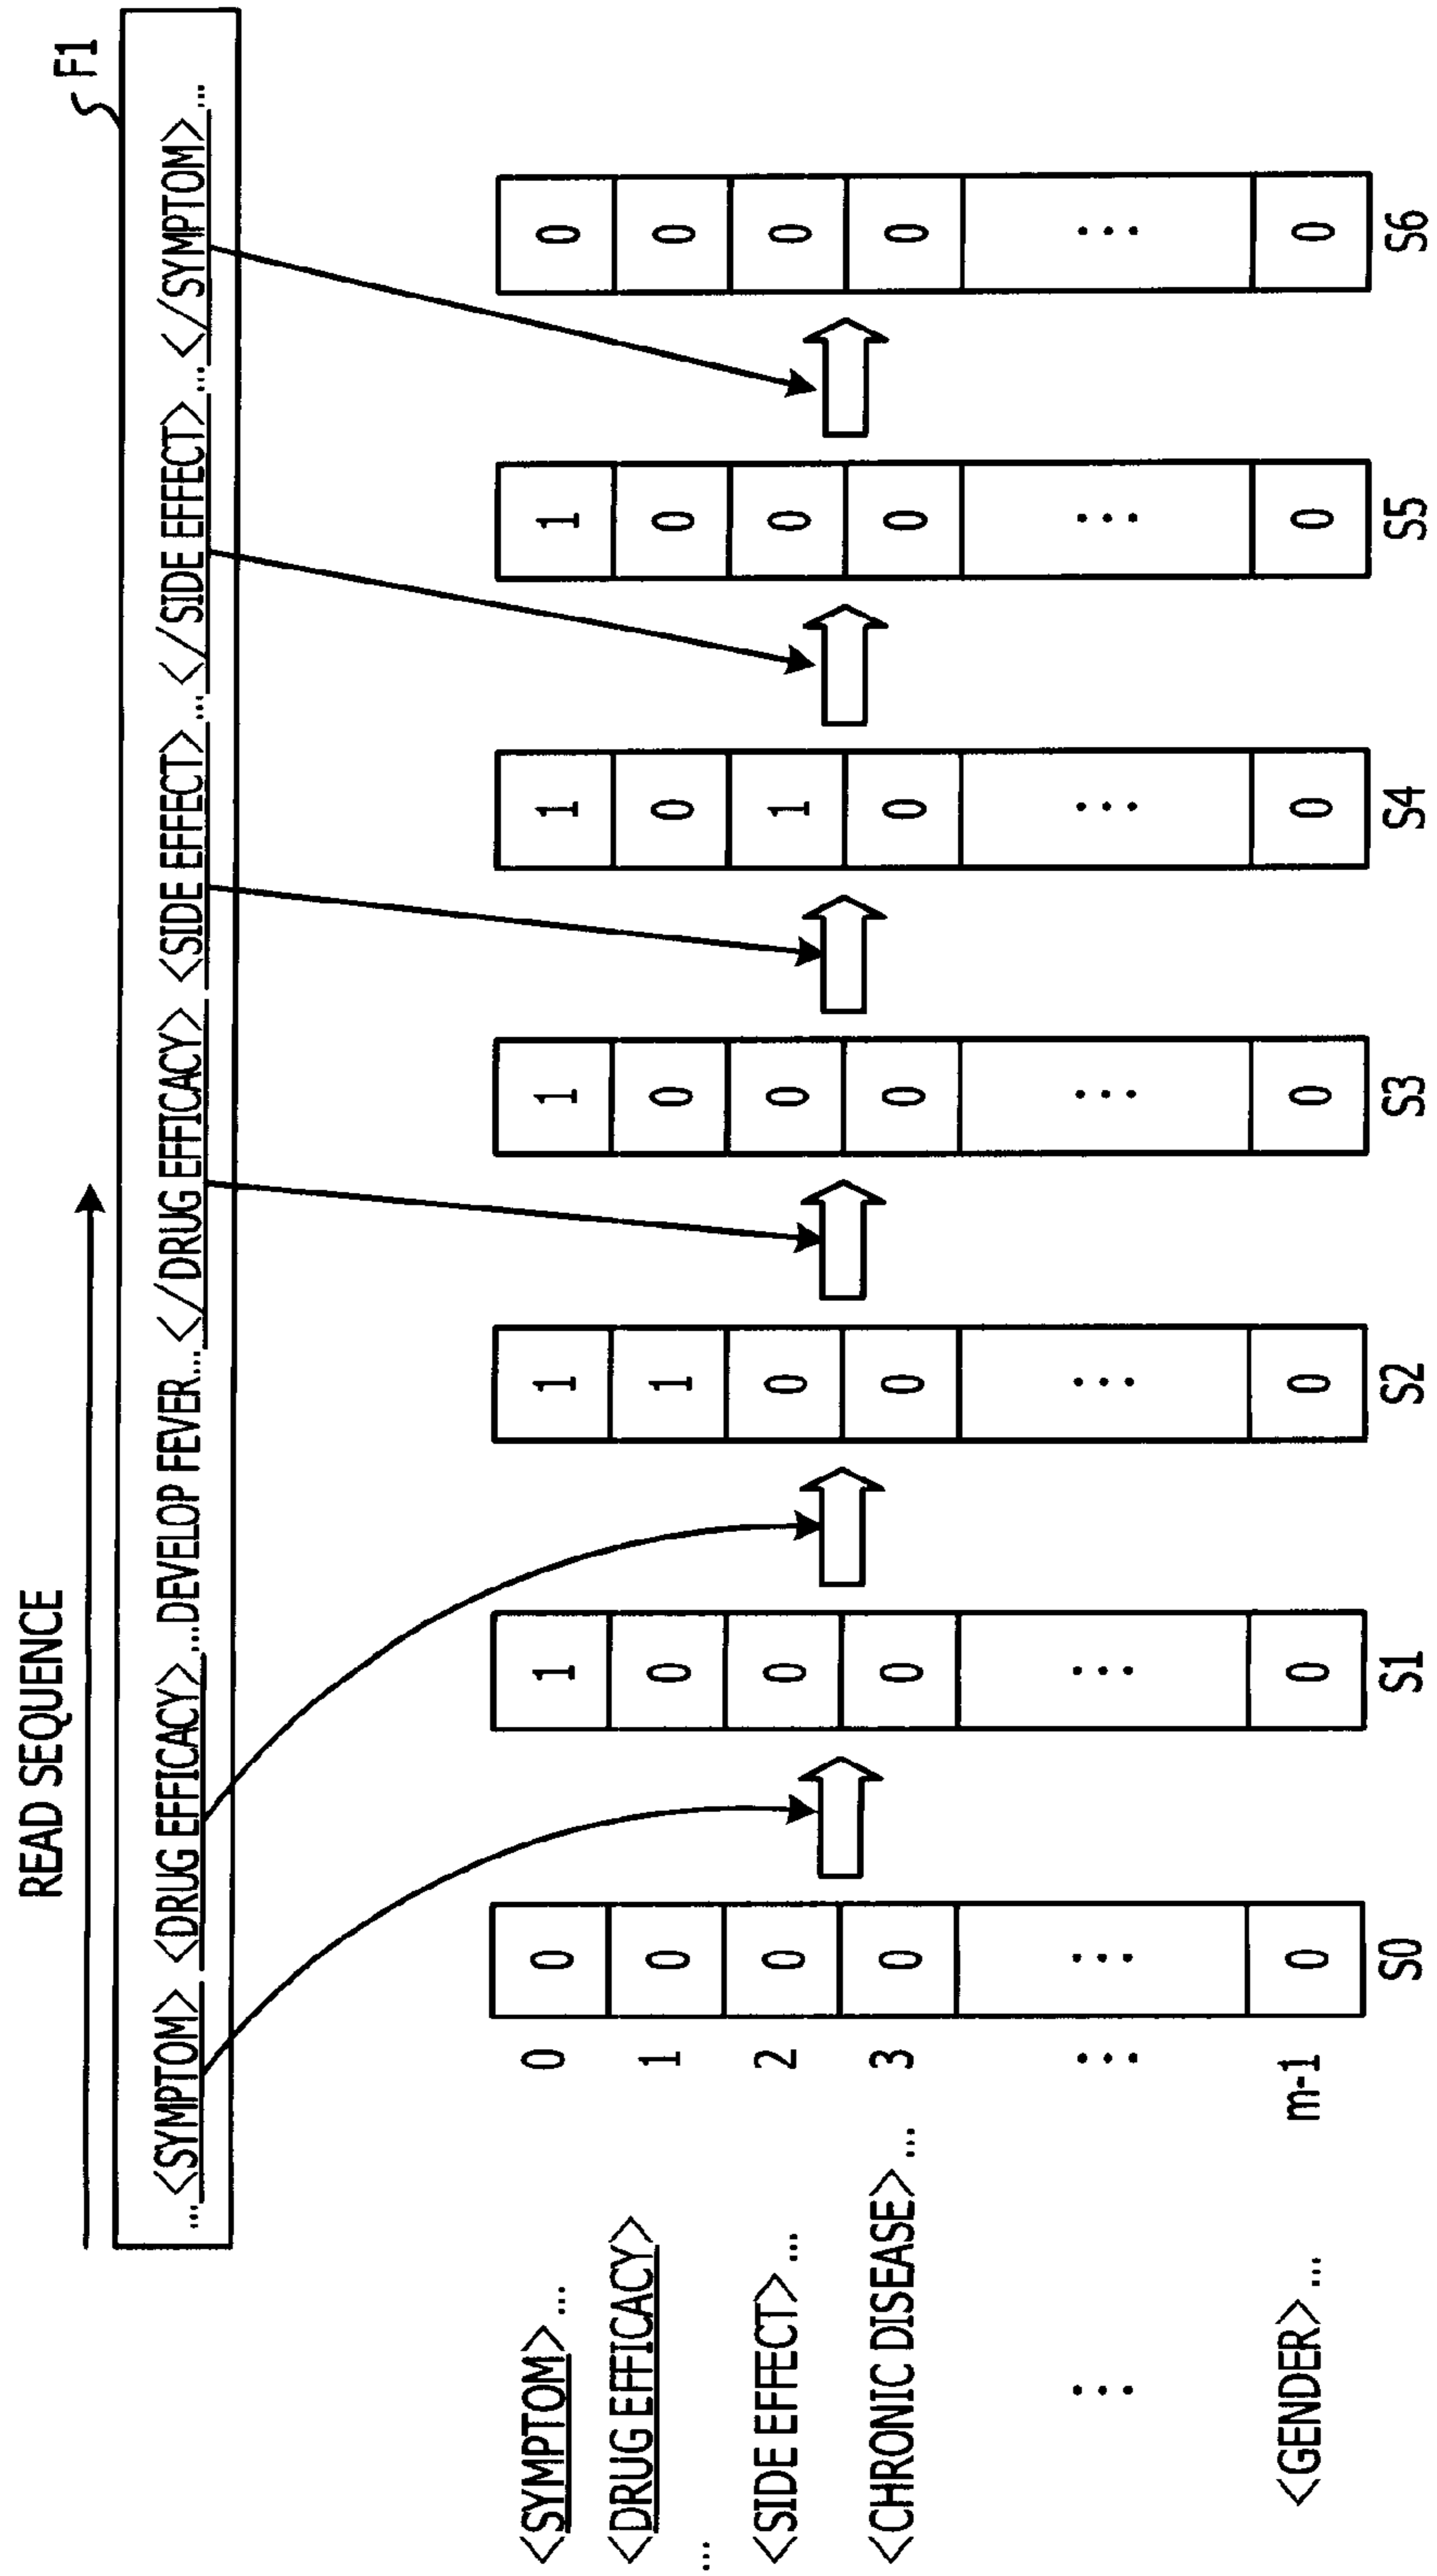 READ SEQUENCE
F1
...<SYMPTOM> <DRUG EFFICACY>...DEVELOP FEVER...</DRUG EFFICACY> <SIDE EFFECT>...</SIDE EFFECT>...</SYMPTOM>...
<SYMPTOM>... 0 0 1 1 1 1 1 0
<DRUG EFFICACY> 1 0 0 1 0 0 0 0
...
<SIDE EFFECT>... 2 0 0 0 0 1 0 0
<CHRONIC DISEASE>... 3 0 0 0 0 0 0 0
... ... ... ... ... ... ... ... ...
<GENDER>... m-1 0 0 0 0 0 0 0
S0 S1 S2 S3 S4 S5 S6